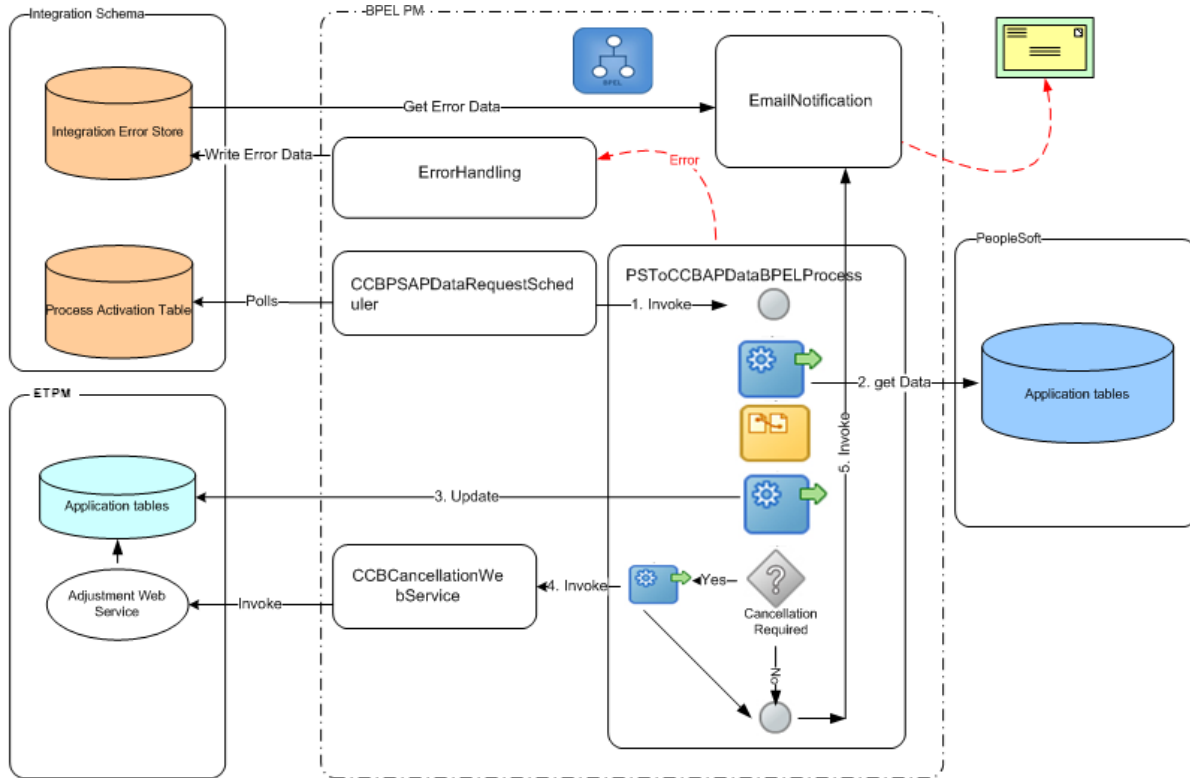 Integration Schema
BPEL PM
BPEL
EmailNotification
Get Error Data
Integration Error Store
Write Error Data
ErrorHandling
Error
PeopleSoft
PSToCCBAPDataBPELProcess
CCBPSAPDataRequestSched
uler
Polls
Process Activation Table
1. Invoke
2. get Data
Application tables
ETPM
5. Invoke
3. Update
Application tables
CCBCancellationWe
bService
4. Invoke
Yes
?
Cancellation
Required
Adjustment Web
Service
Invoke
No